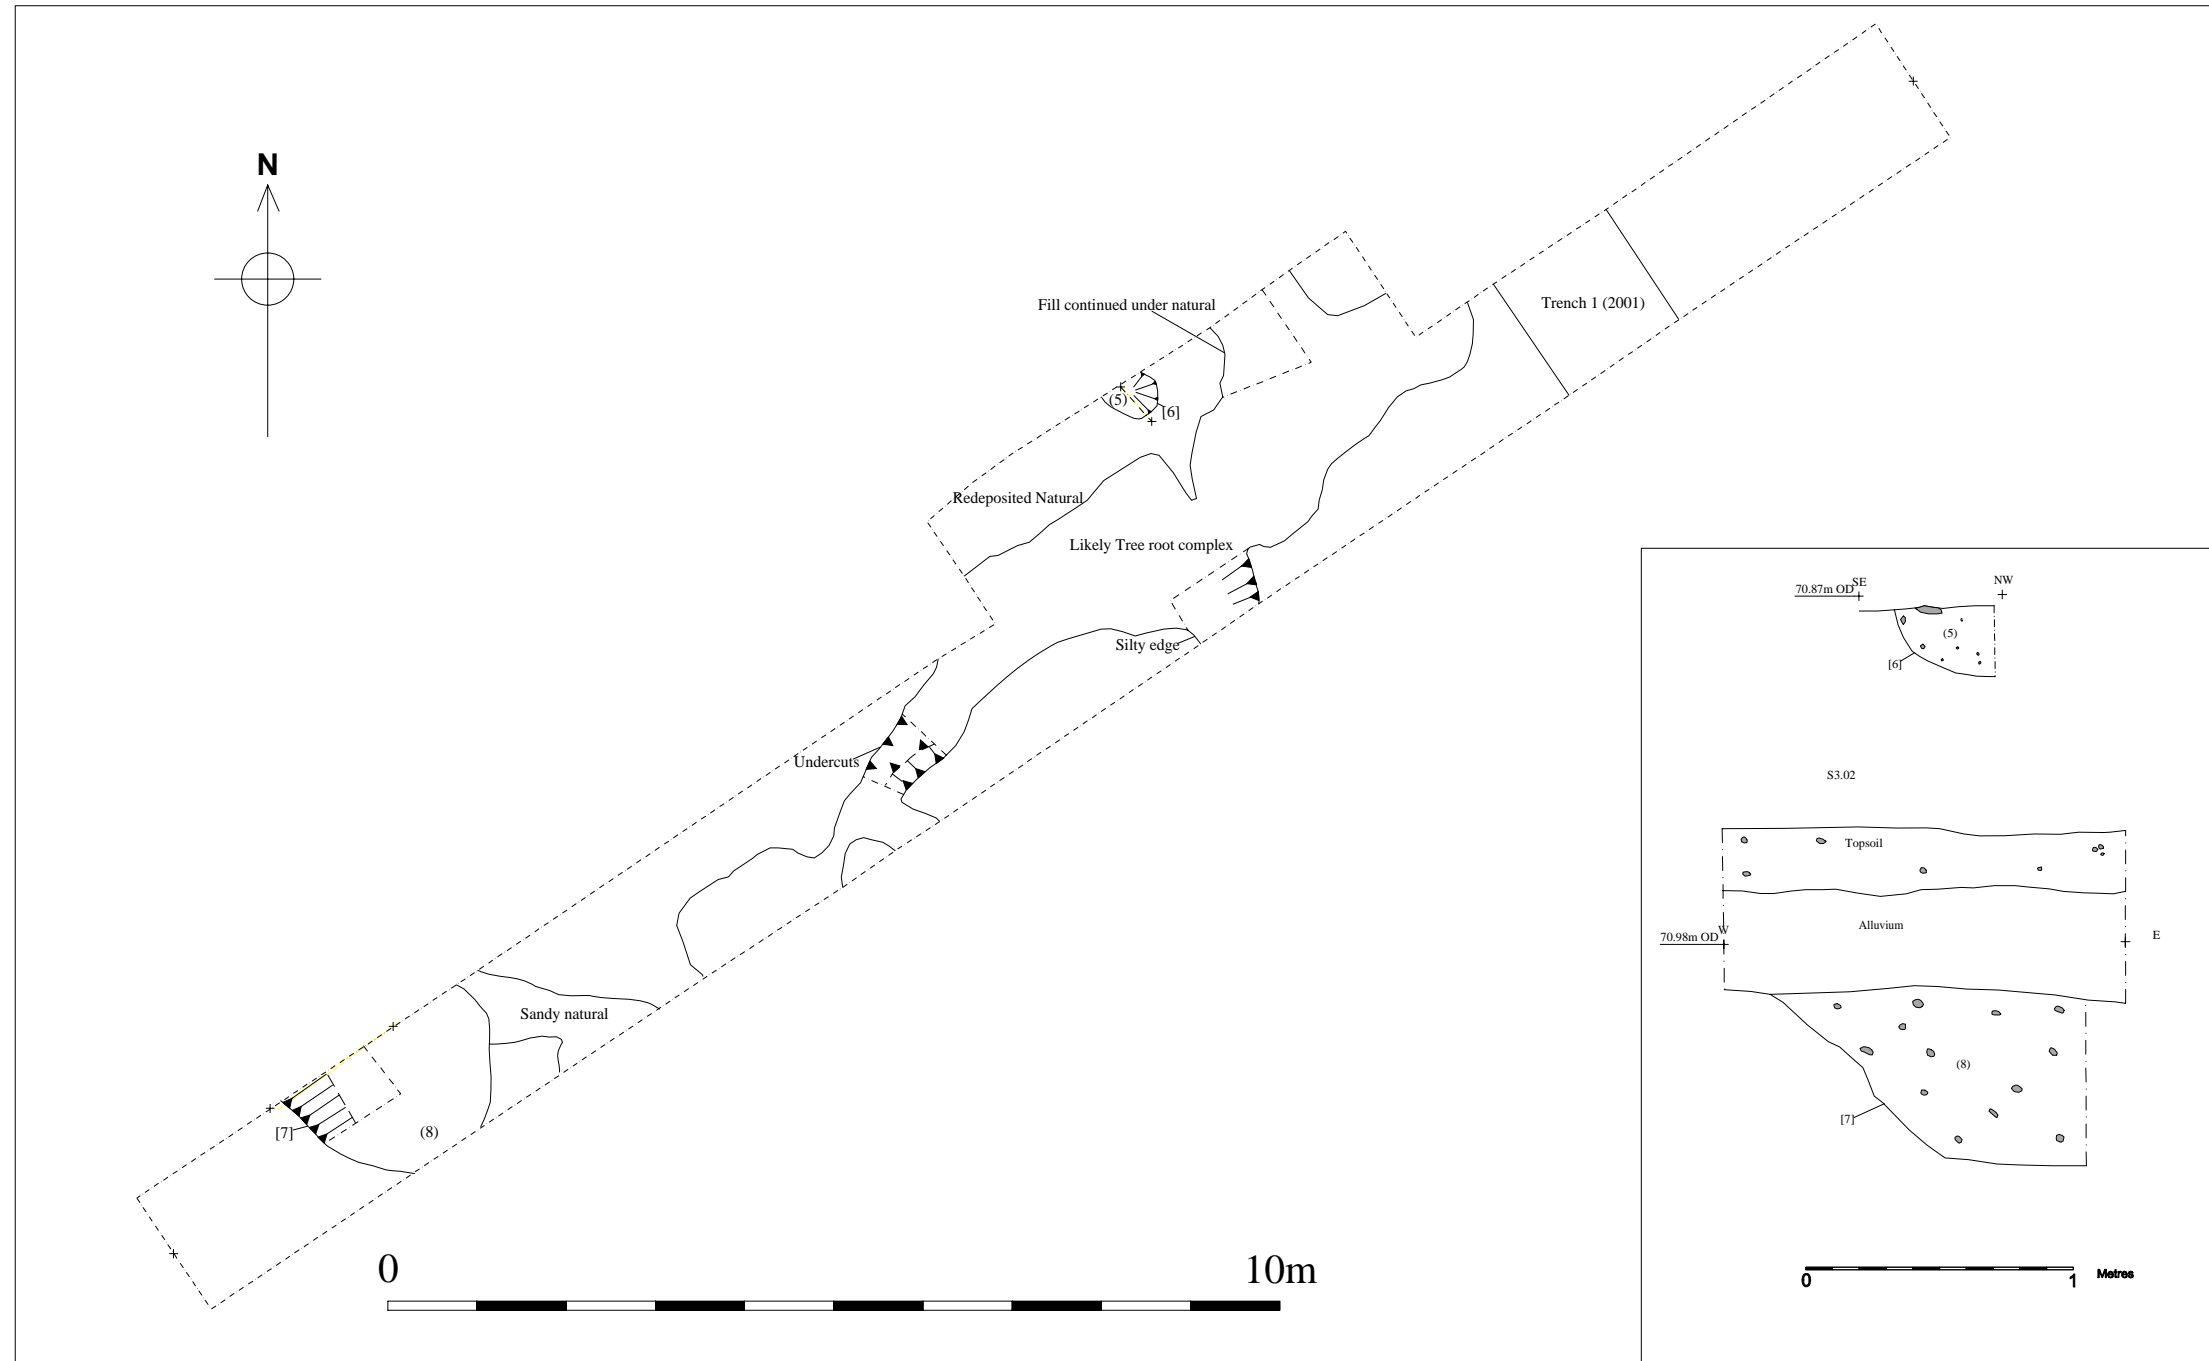 N
Trench 1 (2001)
Fill continued under natural
(5)
[6]
Redeposited Natural
Likely Tree root complex
Silty edge
Undercuts
Sandy natural
[7]
(8)
0
10m
70.87m OD
SE
NW
(5)
[6]
S3.02
Topsoil
Alluvium
70.98m OD
W
E
(8)
[7]
0
1
Metres